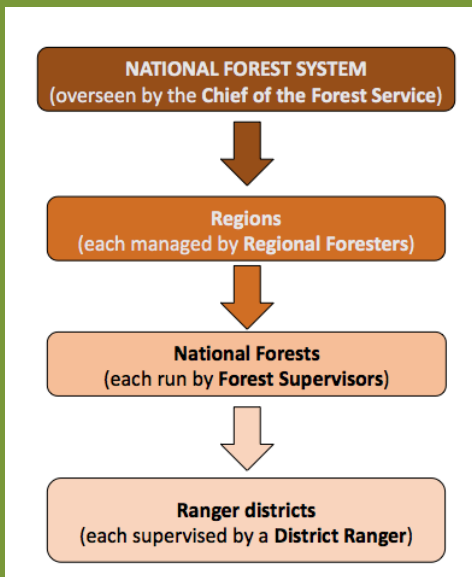 NATIONAL FOREST SYSTEM
(overseen by the Chief of the Forest Service)
Regions
(each managed by Regional Foresters)
National Forests
(each run by Forest Supervisors)
Ranger districts
(each supervised by a District Ranger)